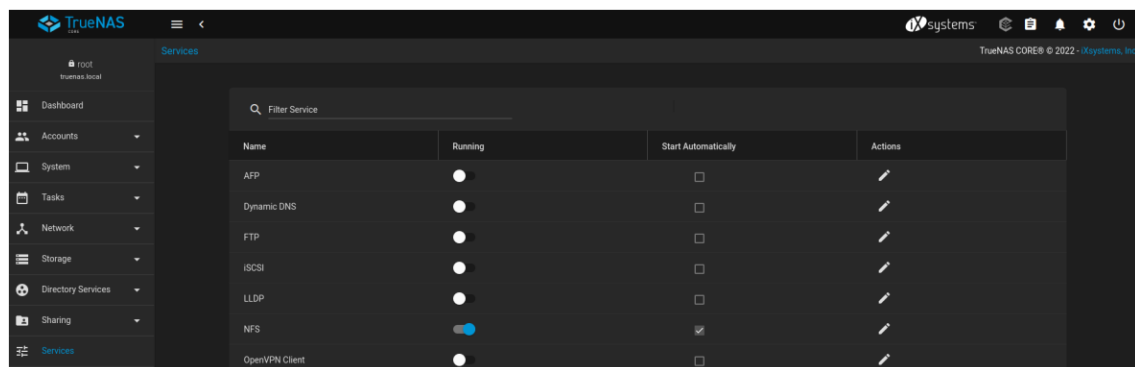 TrueNAS
CORE
iXsystems
root
truenas.local
Services
TrueNAS CORE® © 2022 - iXsystems, Inc
Dashboard
Accounts
System
Tasks
Network
Storage
Directory Services
Sharing
Services
Filter Service
Name Running Start Automatically Actions
AFP
Dynamic DNS
FTP
iSCSI
LLDP
NFS
OpenVPN Client